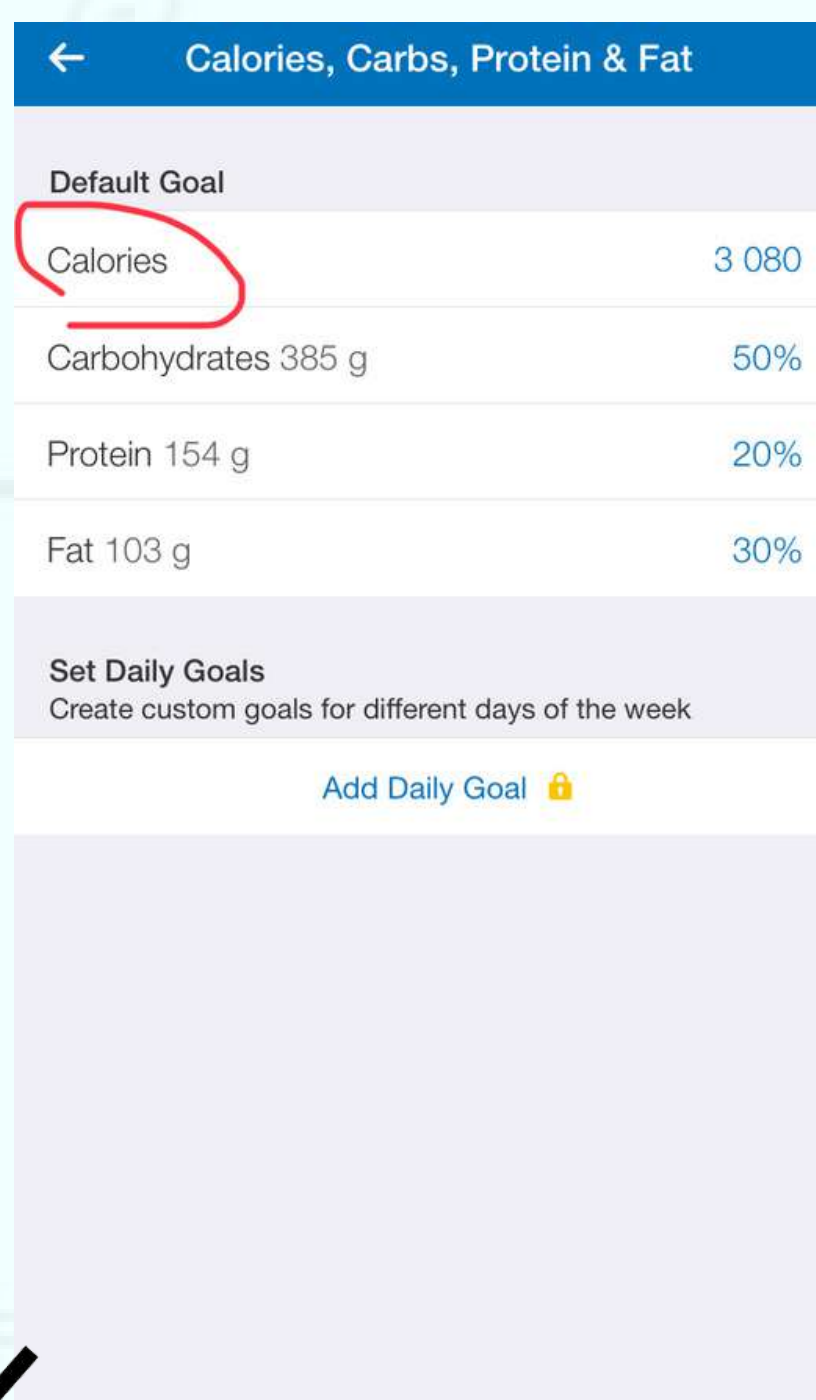 Calories, Carbs, Protein & Fat
Default Goal
Calories 3 080
Carbohydrates 385 g 50%
Protein 154 g 20%
Fat 103 g 30%
Set Daily Goals
Create custom goals for different days of the week
Add Daily Goal